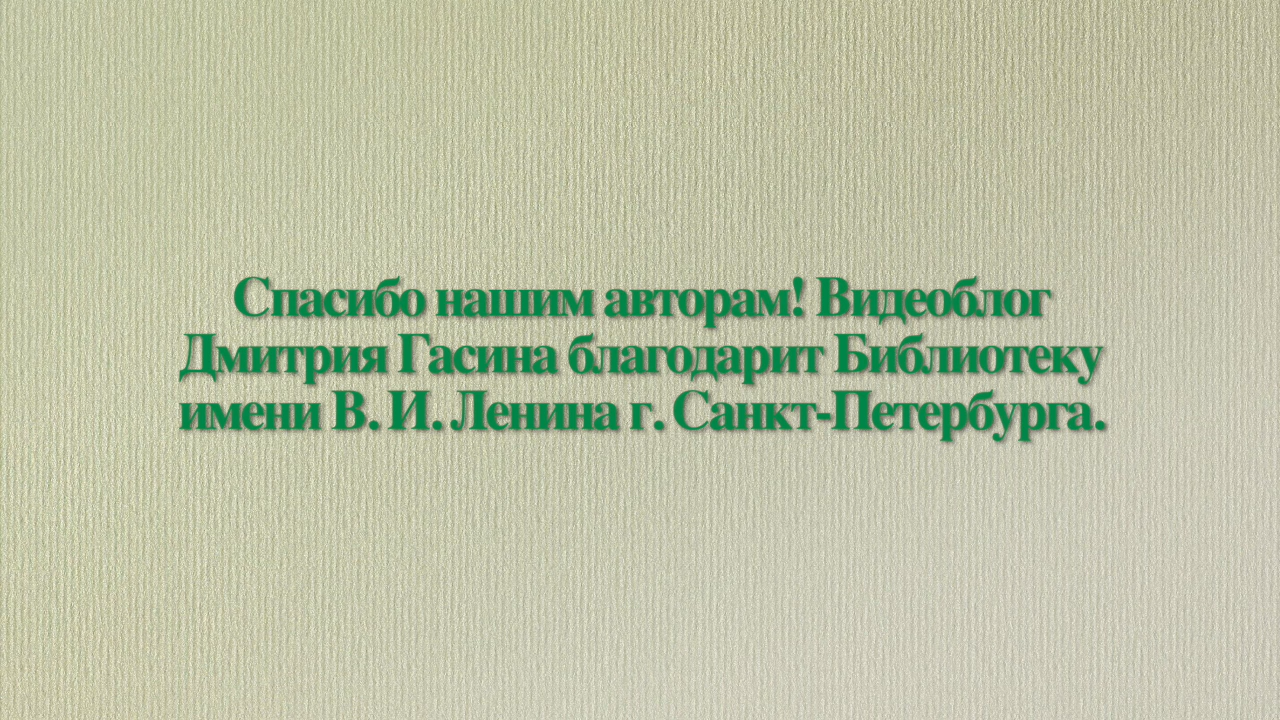 Спасибо нашим авторам! Видеоблог
Дмитрия Гасина благодарит Библиотеку
имени В. И. Ленина г. Санкт-Петербурга.